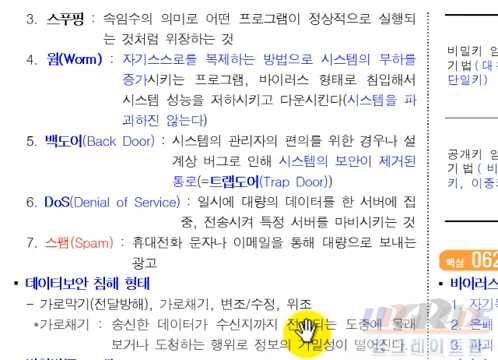 3. 스푸핑 : 속임수의 의미로 어떤 프로그램이 정상적으로 실행되
는 것처럼 위장하는 것
4. 웜(Worm) : 자기스스로를 복제하는 방법으로 시스템의 부하를
증가시키는 프로그램, 바이러스 형태로 침입해서
시스템 성능을 저하시키고 다운시킨다(시스템을 파
괴하진 않는다)
5. 백도어(Back Door) : 시스템의 관리자의 편의를 위한 경우나 설
계상 버그로 인해 시스템의 보안이 제거된
통로(=트랩도어(Trap Door))
6. DoS(Denial of Service) : 일시에 대량의 데이터를 한 서버에 집
중, 전송시켜 특정 서버를 마비시키는 것
7. 스팸(Spam) : 휴대전화 문자나 이메일을 통해 대량으로 보내는
광고
▪ 데이터보안 침해 형태
- 가로막기(전달방해), 가로채기, 변조/수정, 위조
*가로채기 : 송신한 데이터가 수신지까지 도중에 몰래
보거나 도청하는 행위로 정보의 기밀성이 떨어진다.
비밀키 암
기법(대
단일키)
공개키 암
기법(비
키, 이중
핵심 062
▪ 바이러스
1. 자기
2. 은폐
3. 파괴